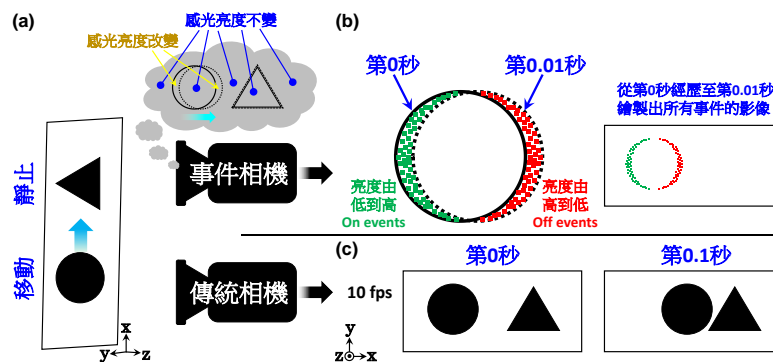 (a)
感光亮度不變
感光亮度改變
事件相機
靜止
移動
x
y
z
傳統相機
10 fps
(b)
第0秒
第0.01秒
亮度由
低到高
On events
亮度由
高到低
Off events
從第0秒經歷至第0.01秒
繪製出所有事件的影像
(c)
第0秒
第0.1秒
y
z
x